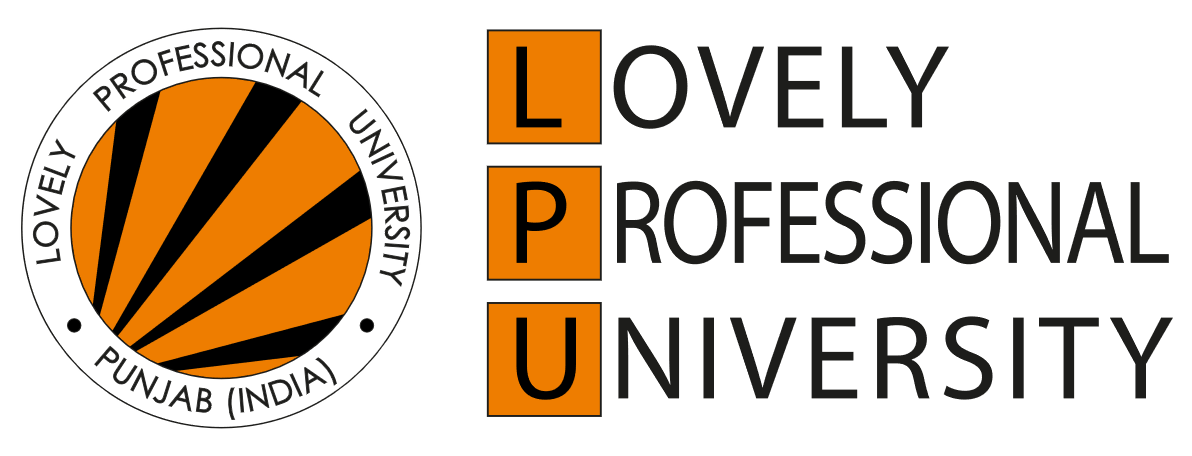 LOVELY PROFESSIONAL UNIVERSITY
• PUNJAB (INDIA) •
LOVELY
PROFESSIONAL
UNIVERSITY